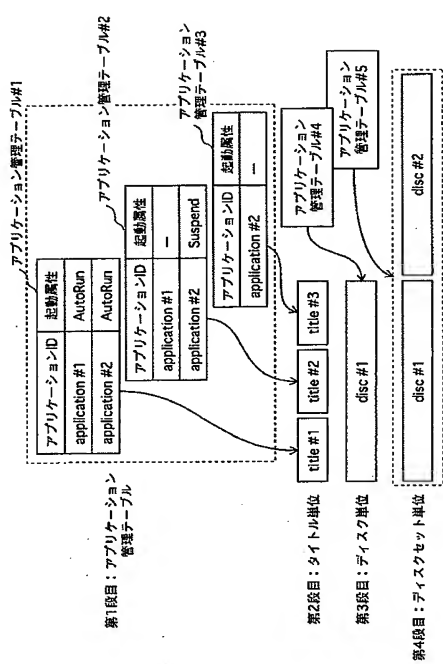 アプリケーション管理テーブル#1
アプリケーション管理テーブル#2
アプリケーション
管理テーブル#3
アプリケーションID 起動属性
application #1 AutoRun
application #2 AutoRun
アプリケーションID 起動属性
application #1 —
application #2 Suspend
アプリケーションID 起動属性
application #2 —
第1段目：アプリケーション
管理テーブル
アプリケーション
管理テーブル#4
アプリケーション
管理テーブル#5
第2段目：タイトル単位
title #1
title #2
title #3
第3段目：ディスク単位
disc #1
第4段目：ディスクセット単位
disc #1
disc #2